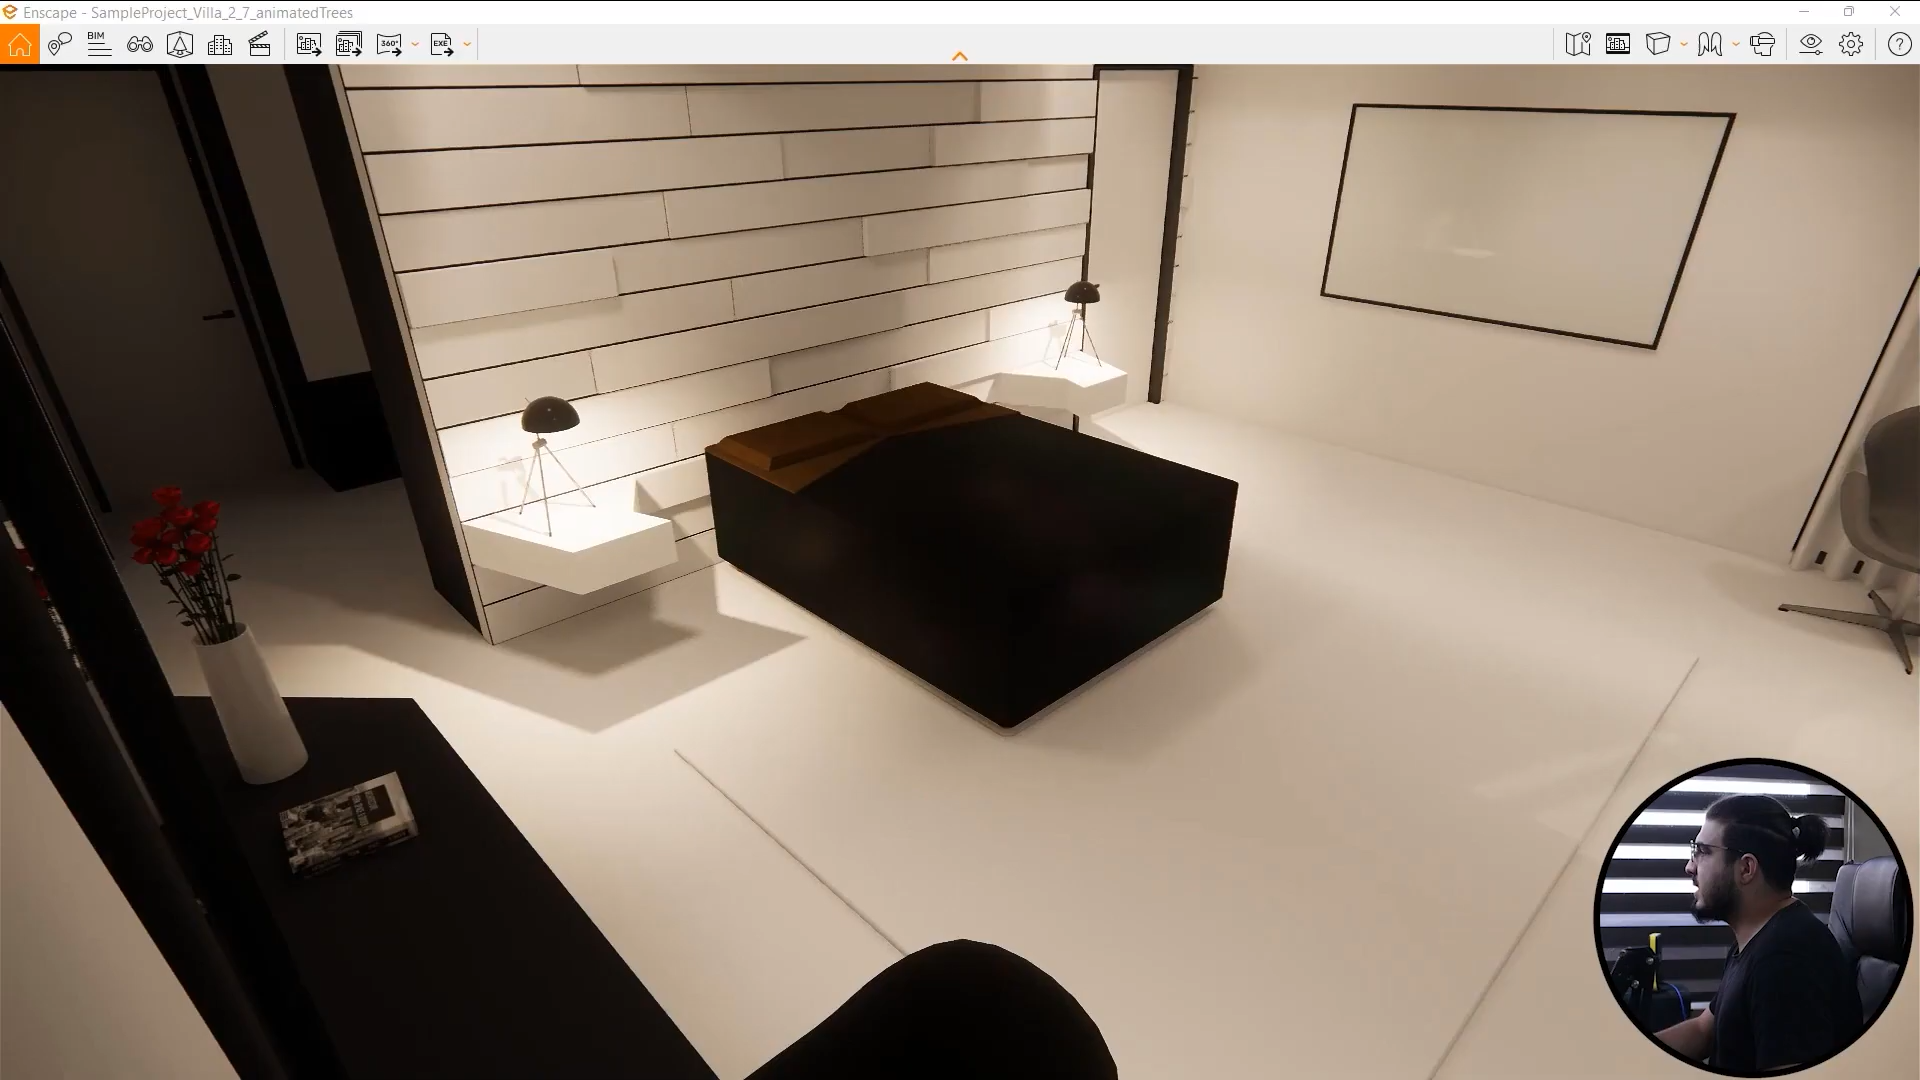 Enscape - SampleProject_Villa_2_7_animatedTrees
BIM
360°
EXE
?